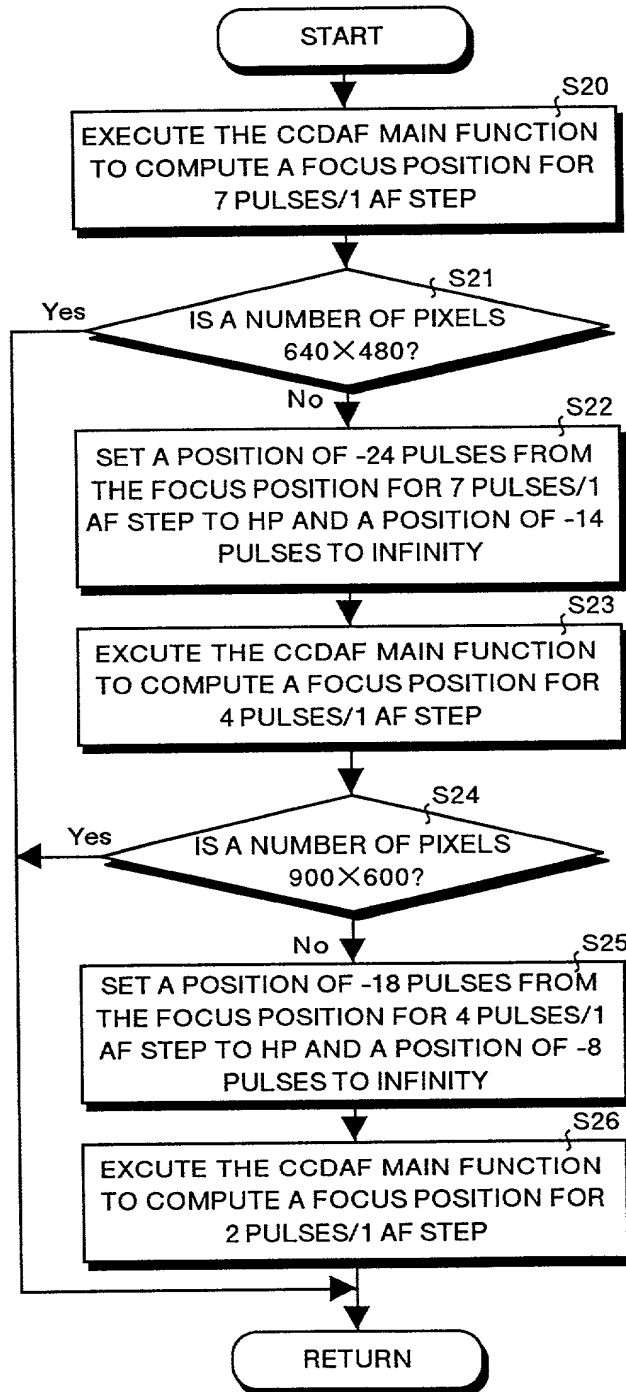 START
S20
EXECUTE THE CCDAF MAIN FUNCTION
TO COMPUTE A FOCUS POSITION FOR
7 PULSES/1 AF STEP
S21
Yes
IS A NUMBER OF PIXELS
640×480?
No
S22
SET A POSITION OF -24 PULSES FROM
THE FOCUS POSITION FOR 7 PULSES/1
AF STEP TO HP AND A POSITION OF -14
PULSES TO INFINITY
S23
EXCUTE THE CCDAF MAIN FUNCTION
TO COMPUTE A FOCUS POSITION FOR
4 PULSES/1 AF STEP
S24
Yes
IS A NUMBER OF PIXELS
900×600?
No
S25
SET A POSITION OF -18 PULSES FROM
THE FOCUS POSITION FOR 4 PULSES/1
AF STEP TO HP AND A POSITION OF -8
PULSES TO INFINITY
S26
EXCUTE THE CCDAF MAIN FUNCTION
TO COMPUTE A FOCUS POSITION FOR
2 PULSES/1 AF STEP
RETURN